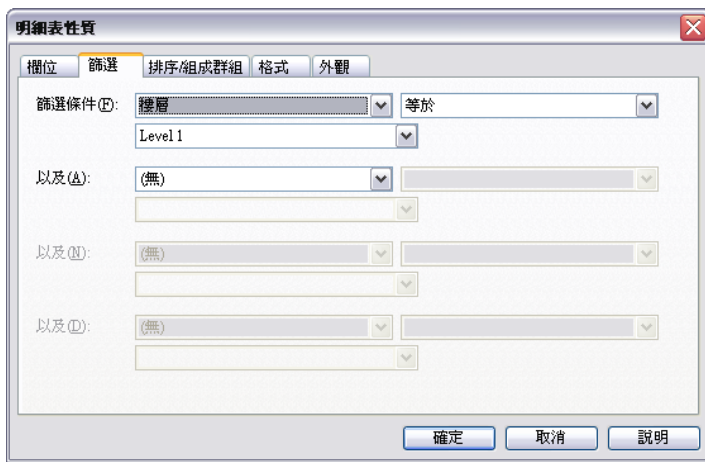 明細表性質
欄位 篩選 排序/組成群組 格式 外觀
篩選條件(F): 樓層 等於
Level 1
以及(A): (無)
以及(N): (無)
以及(D): (無)
確定 取消 說明